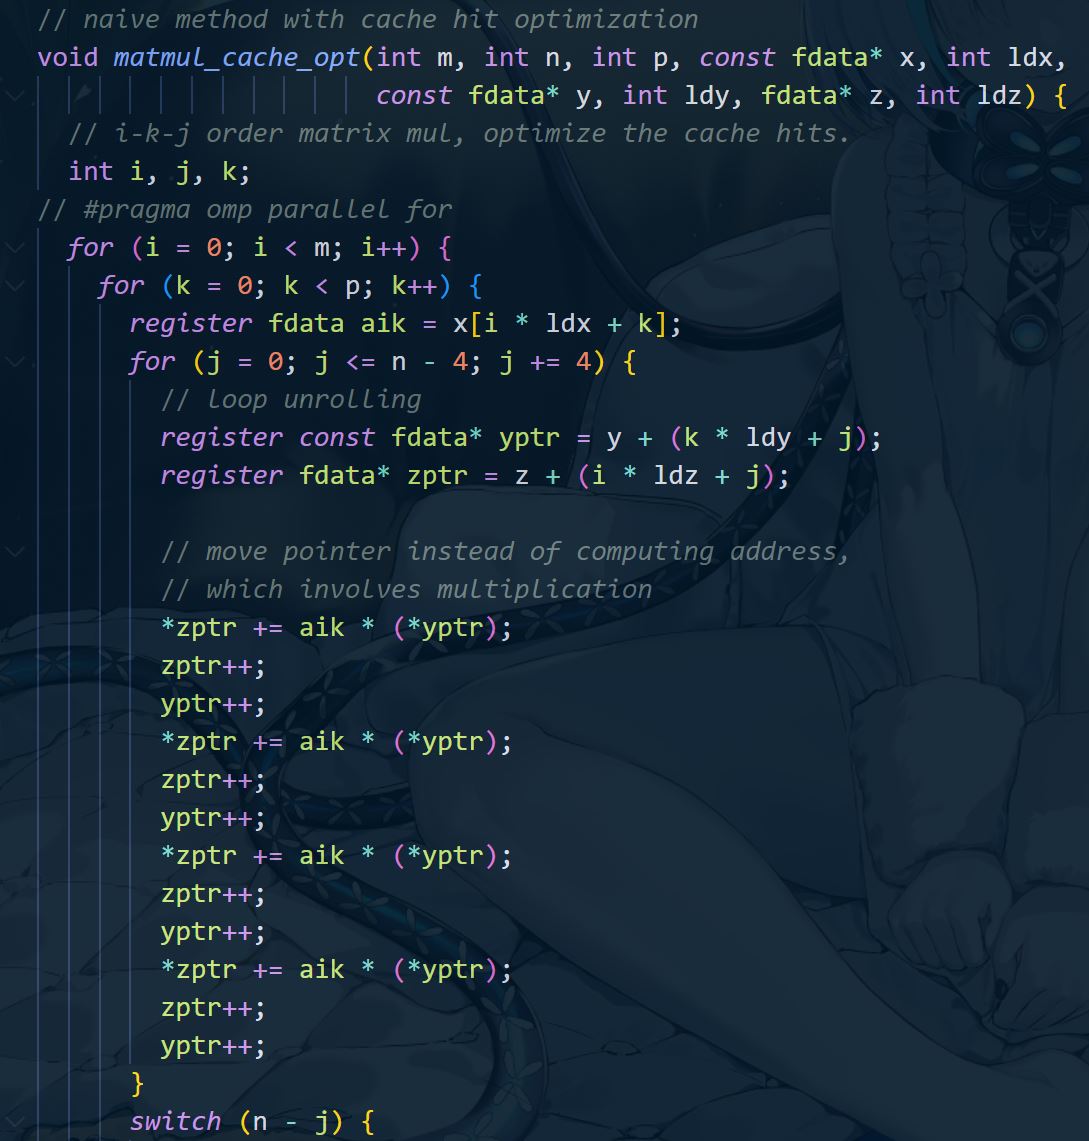 // naive method with cache hit optimization
void matmul_cache_opt(int m, int n, int p, const fdata* x, int ldx,
                      const fdata* y, int ldy, fdata* z, int ldz) {
  // i-k-j order matrix mul, optimize the cache hits.
  int i, j, k;
// #pragma omp parallel for
  for (i = 0; i < m; i++) {
    for (k = 0; k < p; k++) {
      register fdata aik = x[i * ldx + k];
      for (j = 0; j <= n - 4; j += 4) {
        // loop unrolling
        register const fdata* yptr = y + (k * ldy + j);
        register fdata* zptr = z + (i * ldz + j);

        // move pointer instead of computing address,
        // which involves multiplication
        *zptr += aik * (*yptr);
        zptr++;
        yptr++;
        *zptr += aik * (*yptr);
        zptr++;
        yptr++;
        *zptr += aik * (*yptr);
        zptr++;
        yptr++;
        *zptr += aik * (*yptr);
        zptr++;
        yptr++;
      }
      switch (n - j) {